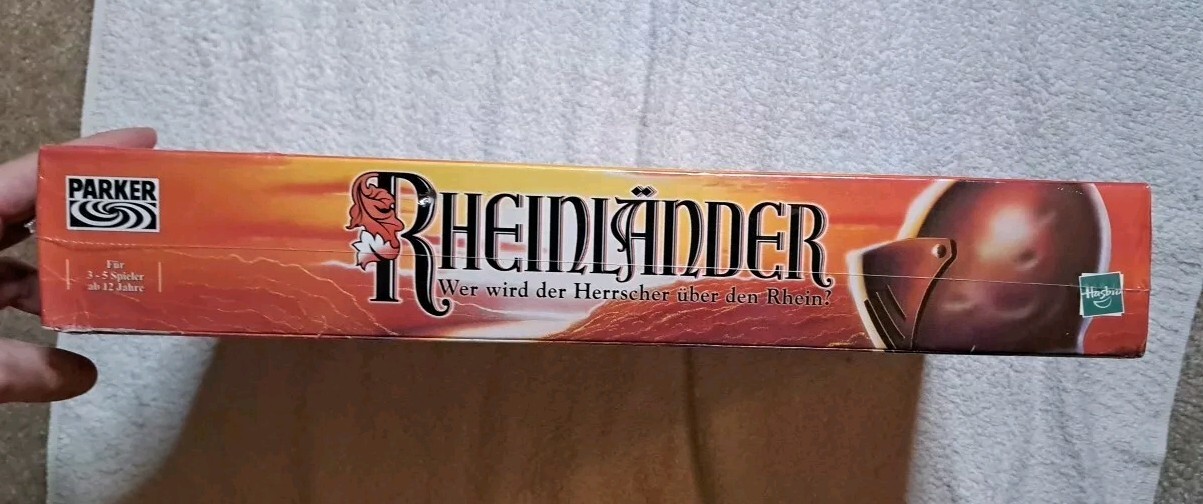 PARKER
Für
3 - 5 Spieler
ab 12 Jahre
RHEINLÄNDER
Wer wird der Herrscher über den Rhein?
Hasbro